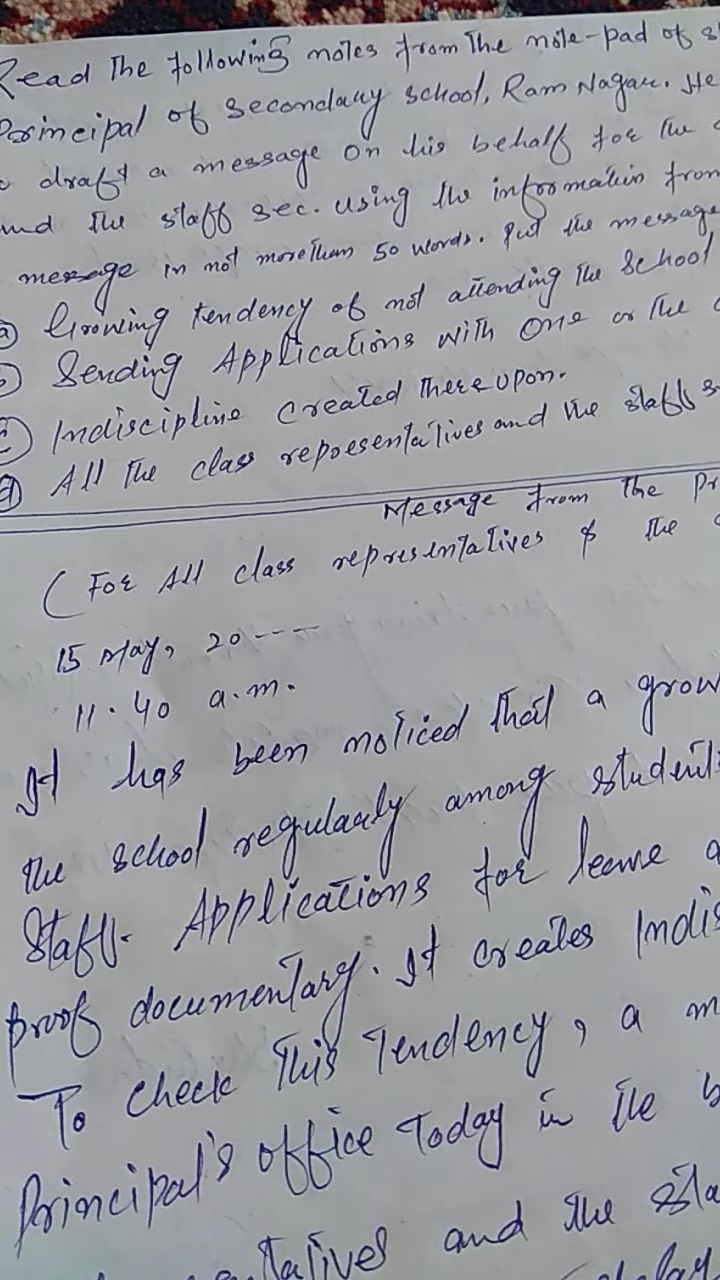 Read The following notes from The note-pad of
Principal of Secondary School, Ram Nagar. He
draft a message on his behalf for the
and the staff sec. using the information from
message in not more Than 50 words. Put the message
a Growing tendency of not attending The School
Sending Applications with one or The
Indiscipline Created There upon.
d All The class representatives and the staff
Message from The Pr
( For All class representatives & the
15 May, 20----
11.40 a.m.
It has been noticed that a grow
the school regularly among students
Staff. Applications for leave a
proof documentary. It creates Indis
To check This Tendency, a m
Principal's office Today in the
tatives and the sta